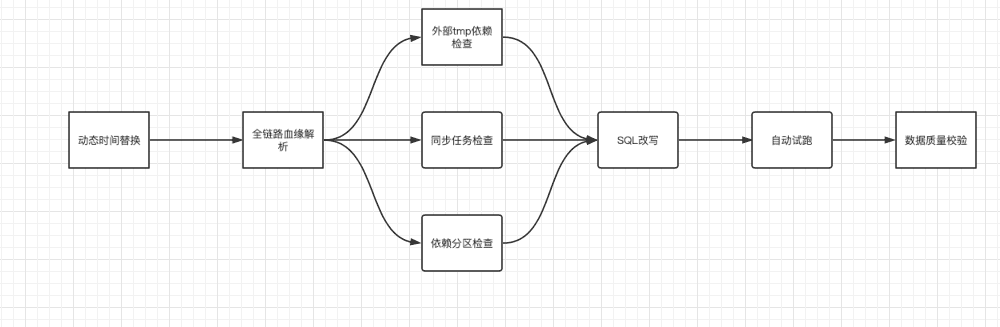 外部tmp依赖
检查
动态时间替换
全链路血缘解
析
同步任务检查
SQL改写
自动试跑
数据质量校验
依赖分区检查